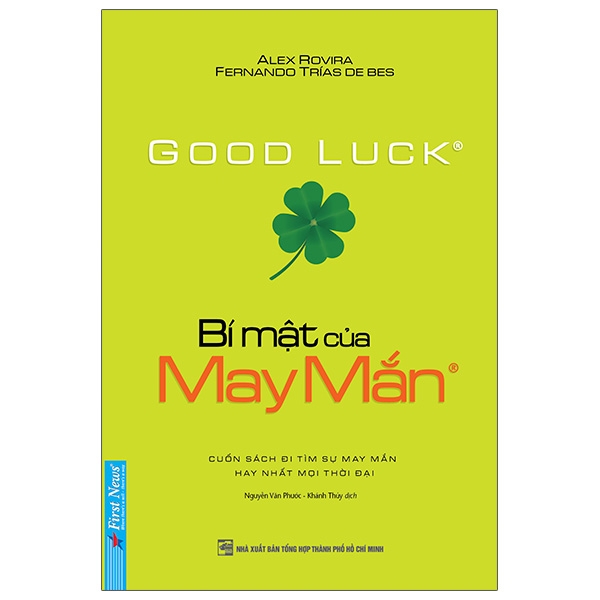 ALEX ROVIRA
FERNANDO TRÍAS DE BES
GOOD LUCK®
Bí mật của
May Mắn®
CUỐN SÁCH ĐI TÌM SỰ MAY MẮN
HAY NHẤT MỌI THỜI ĐẠI
Nguyễn Văn Phước - Khánh Thủy dịch
First News®
NHÀ XUẤT BẢN TỔNG HỢP THÀNH PHỐ HỒ CHÍ MINH